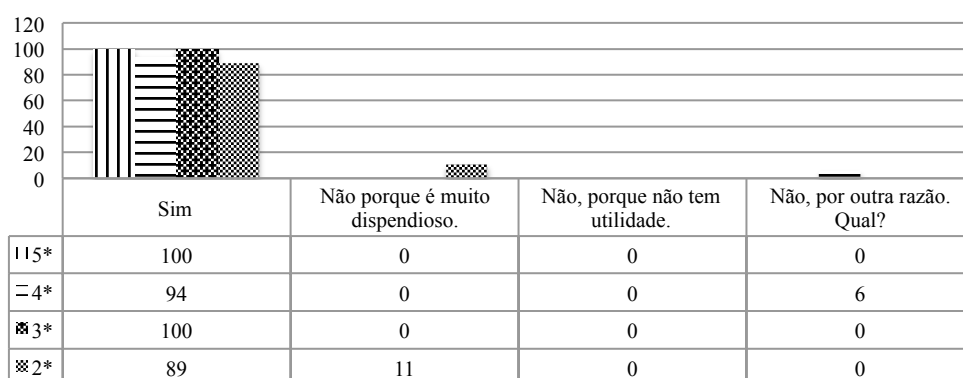 120
100
80
60
40
20
0
Sim
Não porque é muito
dispendioso.
Não, porque não tem
utilidade.
Não, por outra razão.
Qual?
5* 100 0 0 0
4* 94 0 0 6
3* 100 0 0 0
2* 89 11 0 0